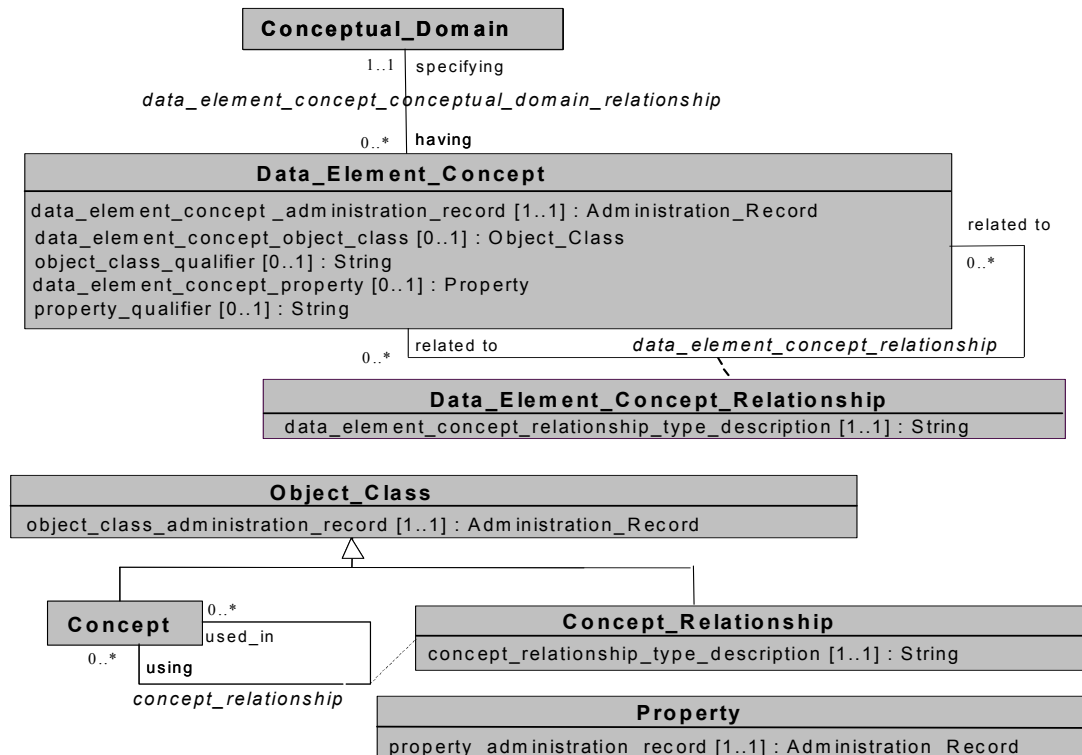 Conceptual_Domain
1..1 specifying
data_element_concept_conceptual_domain_relationship
0..* having
Data_Element_Concept
data_element_concept _administration_record [1..1] : Administration_Record
data_element_concept_object_class [0..1] : Object_Class
object_class_qualifier [0..1] : String
data_element_concept_property [0..1] : Property
property_qualifier [0..1] : String
related to
0..*
related to
0..*
data_element_concept_relationship
Data_Element_Concept_Relationship
data_element_concept_relationship_type_description [1..1] : String
Object_Class
object_class_administration_record [1..1] : Administration_Record
Concept
0..*
used_in
0..*
using
concept_relationship
Concept_Relationship
concept_relationship_type_description [1..1] : String
Property
property_administration_record [1..1] : Administration_Record